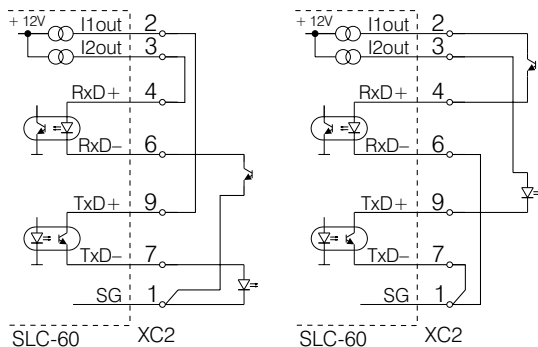 + 12V I1out 2
I2out 3
RxD+ 4
RxD– 6
TxD+ 9
TxD– 7
SG 1
SLC-60 XC2
+ 12V I1out 2
I2out 3
RxD+ 4
RxD– 6
TxD+ 9
TxD– 7
SG 1
SLC-60 XC2